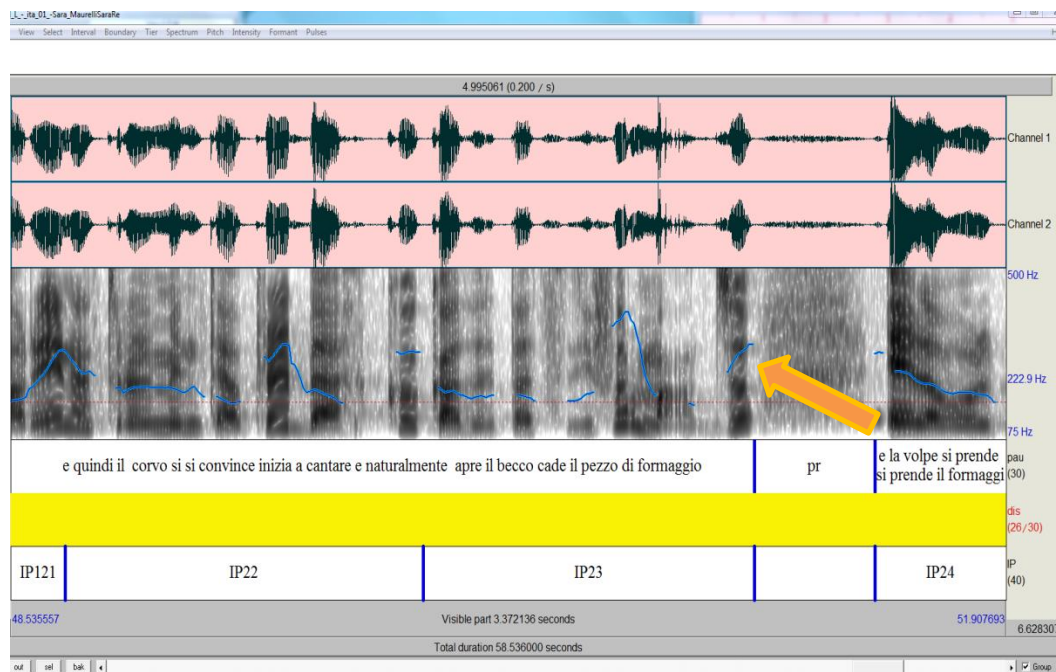 _L_-_ita_01_-Sara_MaurelliSaraRe
View Select Interval Boundary Tier Spectrum Pitch Intensity Formant Pulses
4.995061 (0.200 / s)
Channel 1
Channel 2
500 Hz
222.9 Hz
75 Hz
e quindi il corvo si si convince inizia a cantare e naturalmente apre il becco cade il pezzo di formaggio
pr
e la volpe si prende
si prende il formaggi
pau
(30)
dis
(26/30)
IP121
IP22
IP23
IP24
IP
(40)
48.535557
Visible part 3.372136 seconds
51.907693
6.628307
Total duration 58.536000 seconds
out sel bak
Group